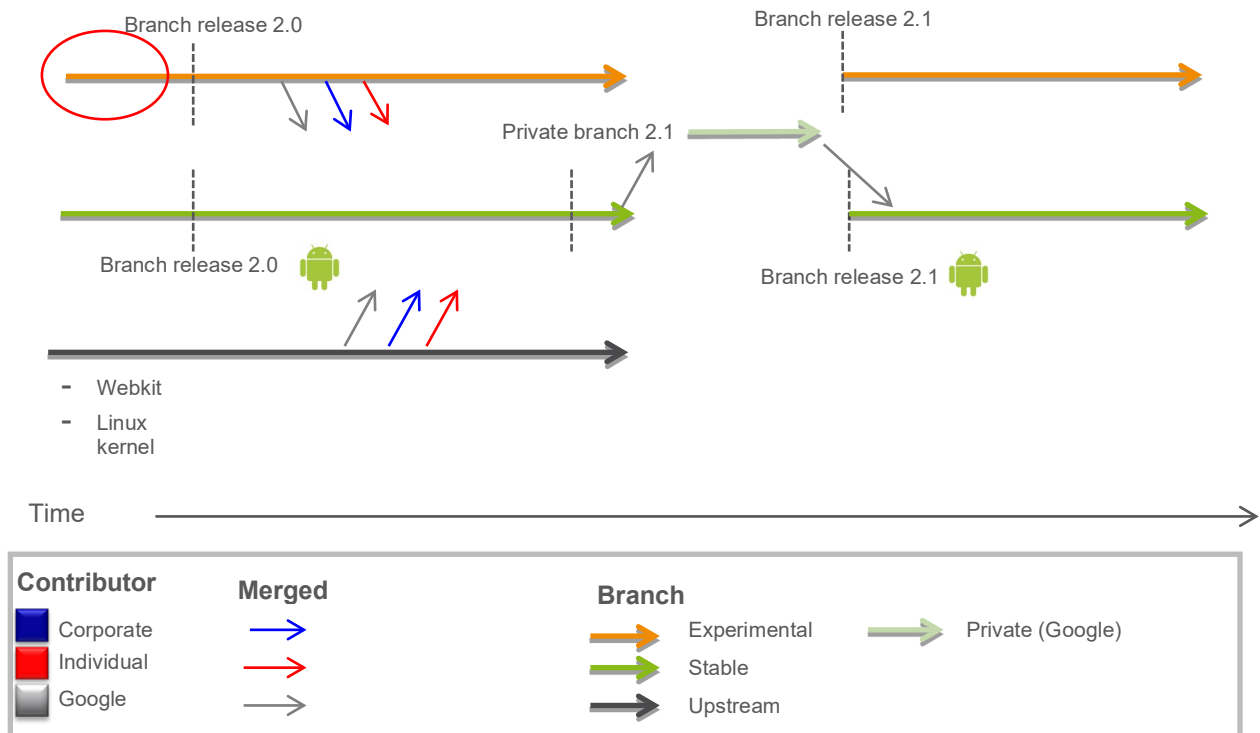 Branch release 2.0
Branch release 2.1
Private branch 2.1
Branch release 2.0
Branch release 2.1
- Webkit
- Linux
kernel
Time
Contributor
Merged
Branch
Corporate
Experimental
Private (Google)
Individual
Stable
Google
Upstream